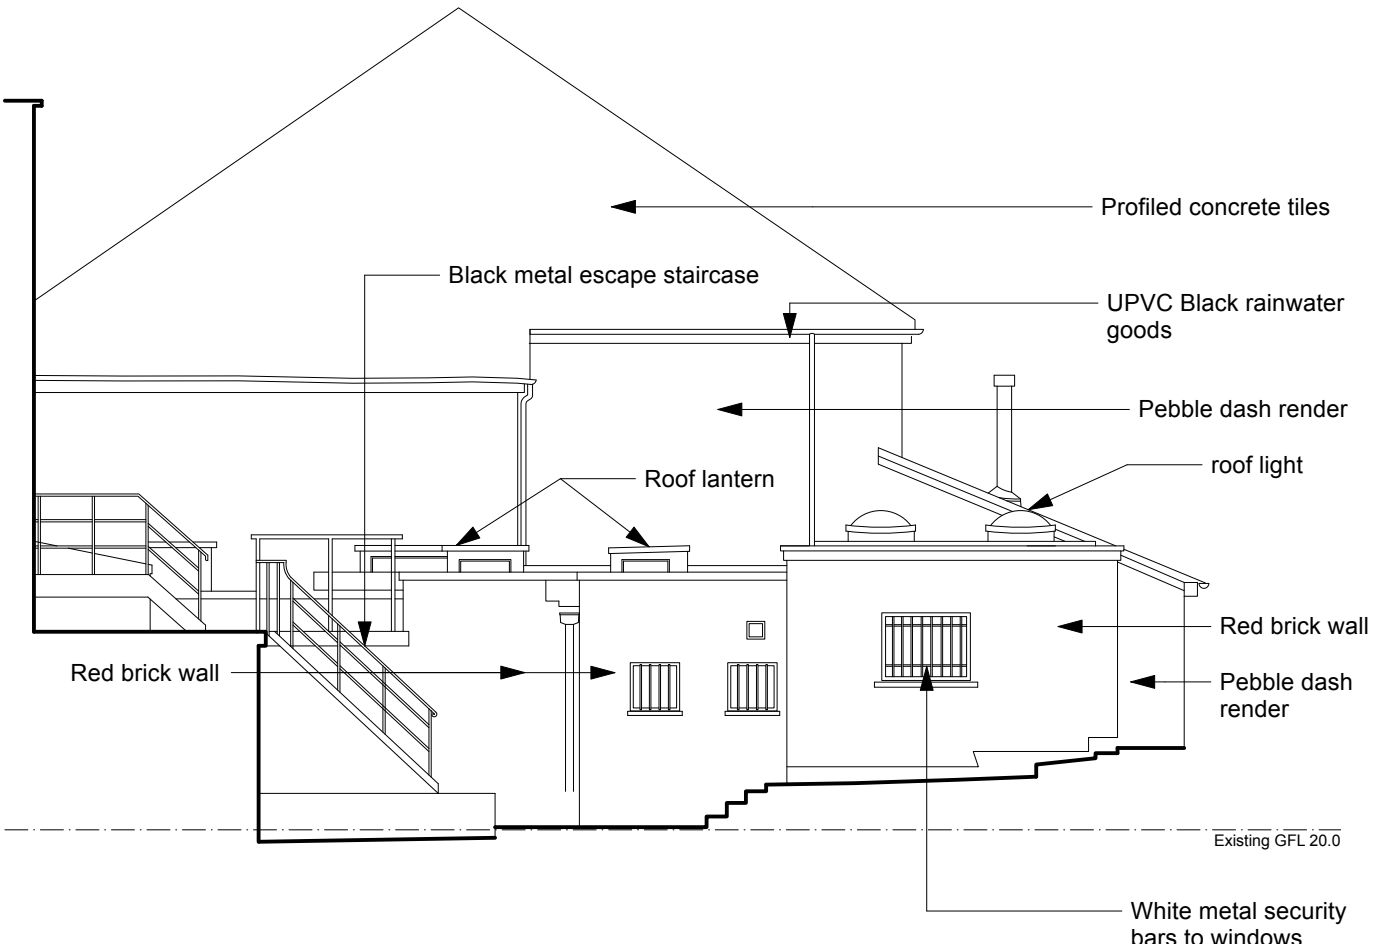 Profiled concrete tiles
Black metal escape staircase
UPVC Black rainwater
goods
Pebble dash render
roof light
Roof lantern
Red brick wall
Red brick wall
Pebble dash
render
Existing GFL 20.0
White metal security
bars to windows